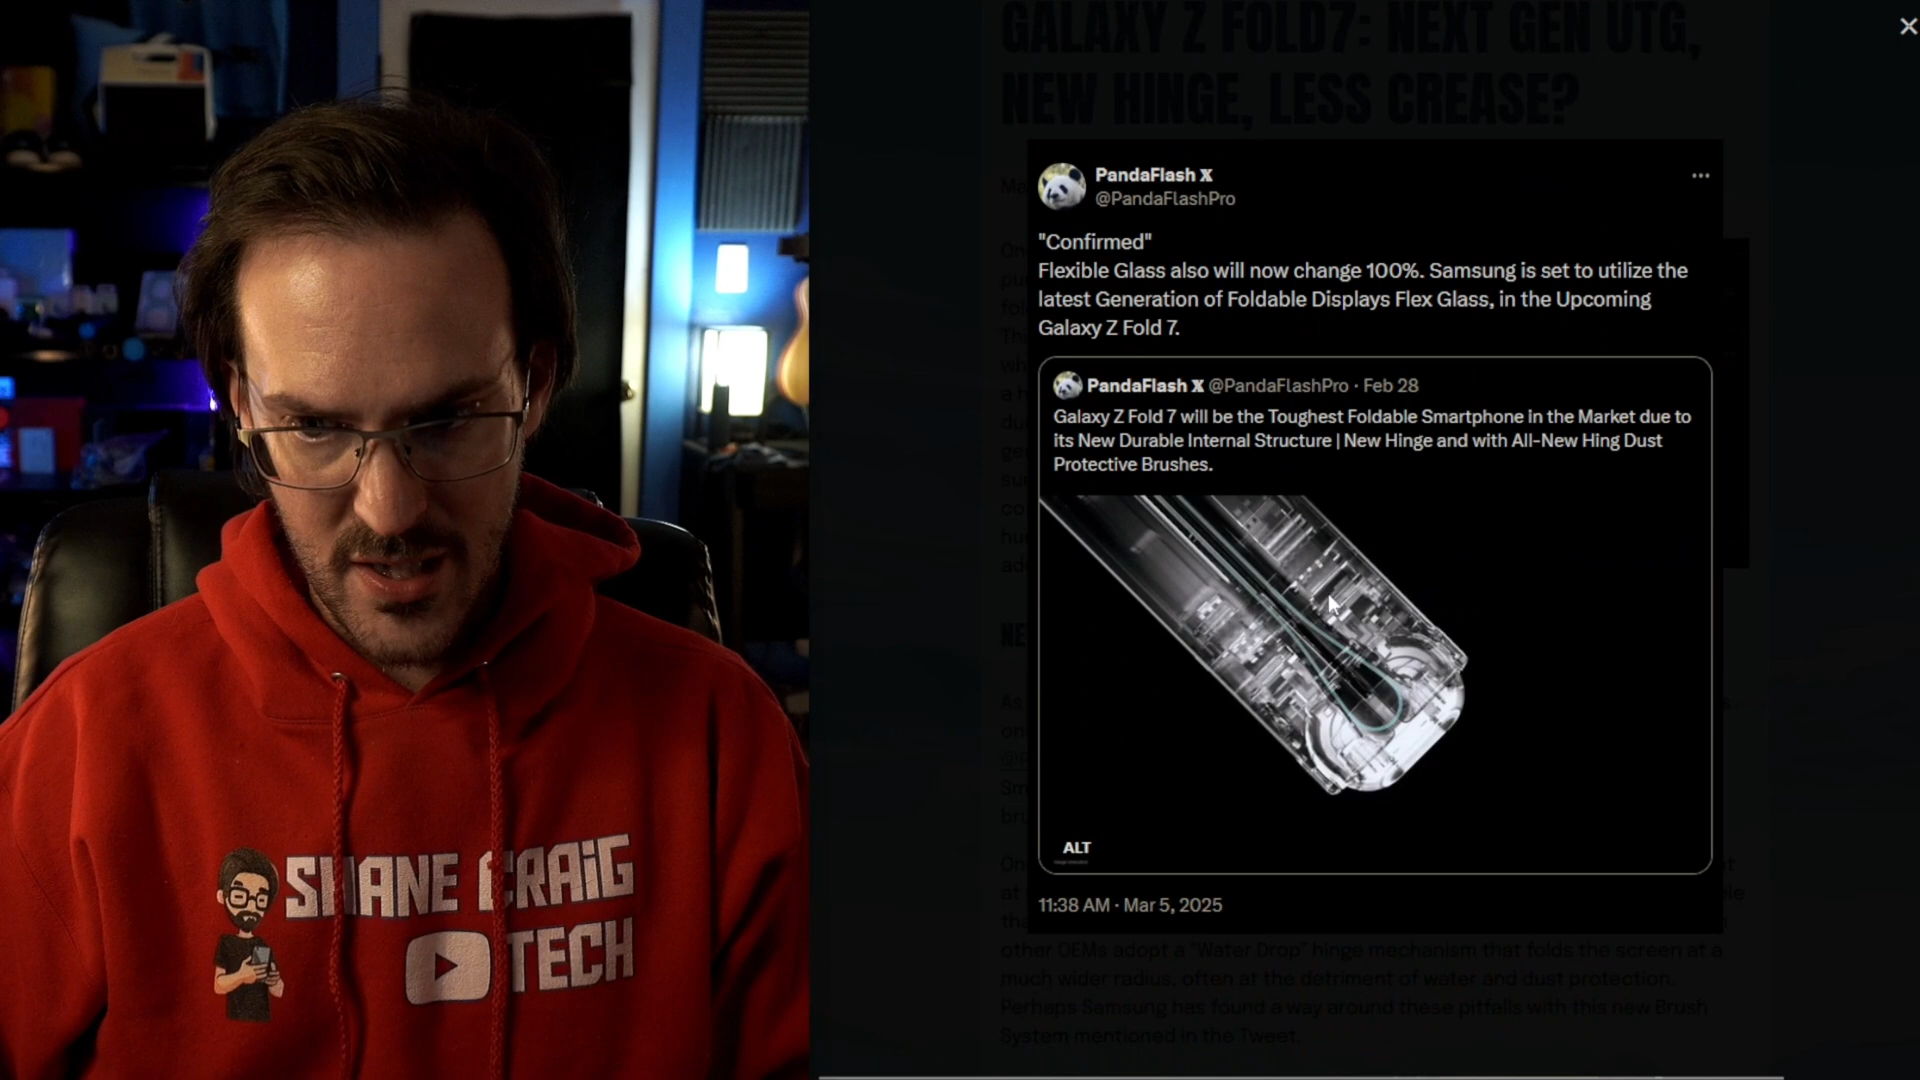 GALAXY Z FOLD7: NEXT GEN UTG,
NEW HINGE, LESS CREASE?
PandaFlash X
@PandaFlashPro
"Confirmed"
Flexible Glass also will now change 100%. Samsung is set to utilize the
latest Generation of Foldable Displays Flex Glass, in the Upcoming
Galaxy Z Fold 7.
PandaFlash X @PandaFlashPro · Feb 28
Galaxy Z Fold 7 will be the Toughest Foldable Smartphone in the Market due to
its New Durable Internal Structure | New Hinge and with All-New Hing Dust
Protective Brushes.
ALT
11:38 AM · Mar 5, 2025
other OEMs adopt a "Water Drop" hinge mechanism that folds the screen at a
much wider radius, often at the detriment of water and dust protection.
Perhaps Samsung has found a way around these pitfalls with this new Brush
System mentioned in the Tweet.
SHANE CRAIG
TECH